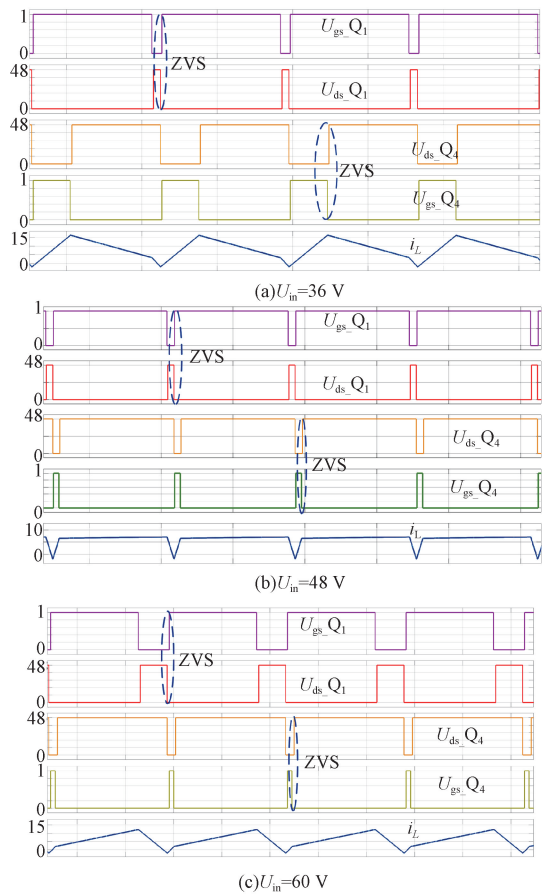 1
0
U_gs_Q_1
ZVS
48
0
U_ds_Q_1
48
0
U_ds_Q_4
ZVS
1
0
U_gs_Q_4
15
0
i_L
(a)U_in=36 V
1
0
U_gs_Q_1
ZVS
48
0
U_ds_Q_1
48
0
U_ds_Q_4
ZVS
1
0
U_gs_Q_4
10
0
i_L
(b)U_in=48 V
1
0
U_gs_Q_1
ZVS
48
0
U_ds_Q_1
48
0
U_ds_Q_4
ZVS
1
0
U_gs_Q_4
15
0
i_L
(c)U_in=60 V